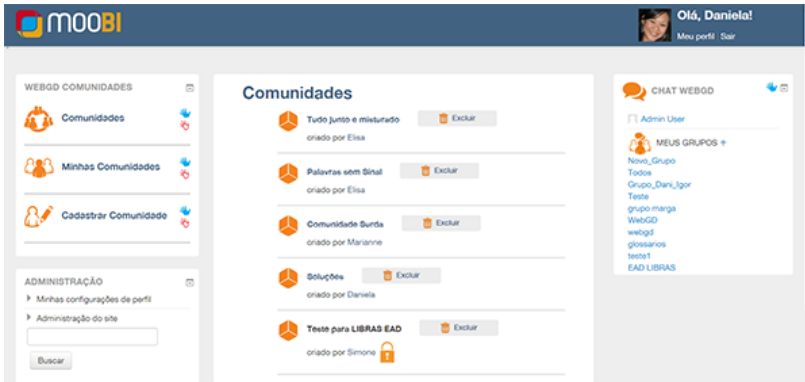 MOOBI
Olá, Daniela!
Meu perfil Sair
WEBGD COMUNIDADES
Comunidades
Minhas Comunidades
Cadastrar Comunidade
ADMINISTRAÇÃO
Minhas configurações de perfil
Administração do site
Buscar
Comunidades
Tudo junto e misturado Excluir
criado por Elisa
Palavras sem Sinal Excluir
criado por Elisa
Comunidade Surda Excluir
criado por Marianne
Soluções Excluir
criado por Daniela
Teste para LIBRAS EAD Excluir
criado por Simone
CHAT WEBGD
Admin User
MEUS GRUPOS +
Novo_Grupo
Todos
Grupo_Dani_Igor
Teste
grupo marga
WebGD
webgd
glossarios
teste1
EAD LIBRAS